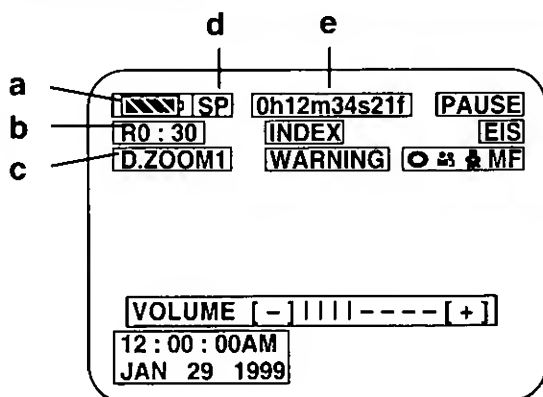 d e
a SP 0h12m34s21f PAUSE
b R0 : 30 INDEX EIS
c D.ZOOM1 WARNING MF
VOLUME [-]||||----[+]
12 : 00 : 00AM
JAN 29 1999